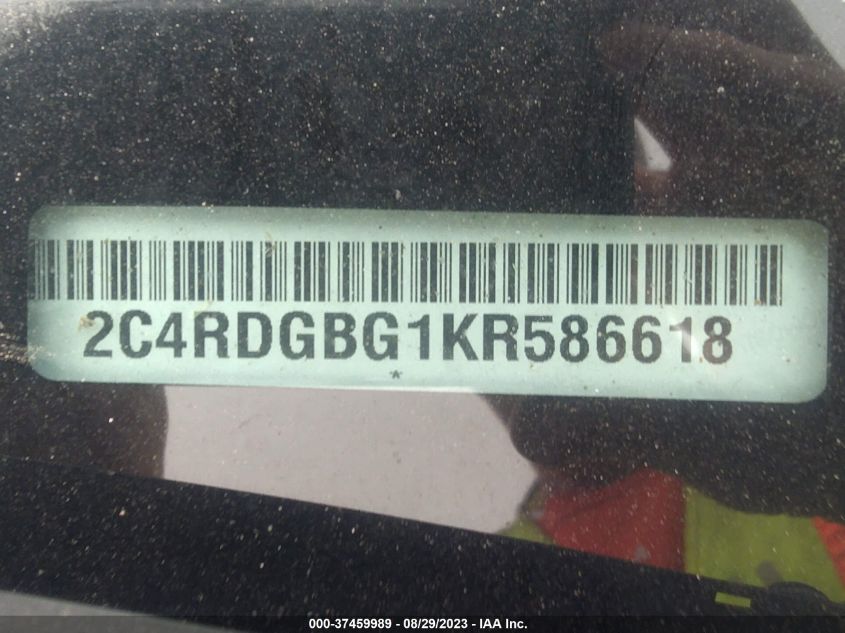 2C4RDGBG1KR586618
*
000-37459989 - 08/29/2023 - IAA Inc.